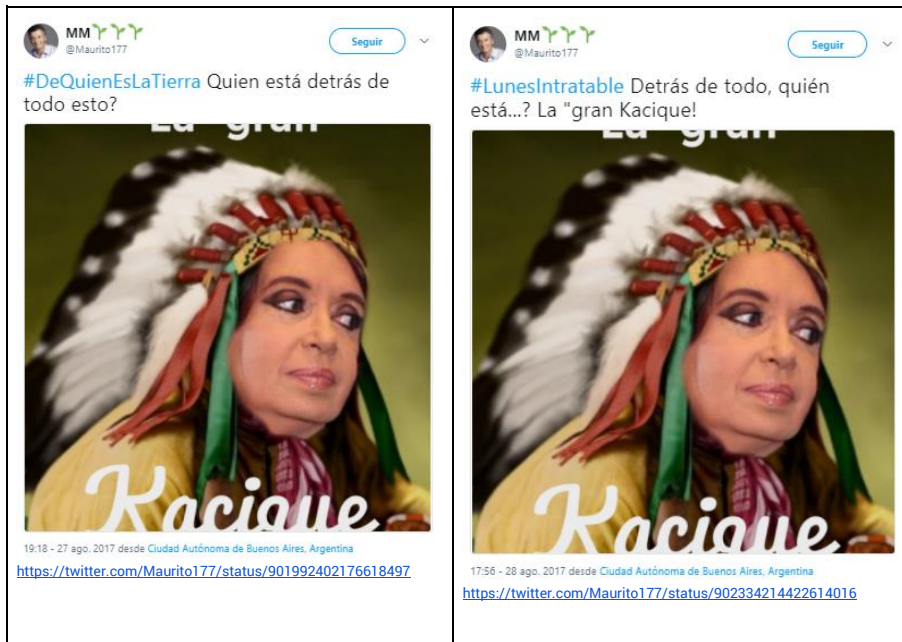 MM
@Maurito177
Seguir
#DeQuienEsLaTierra Quien está detrás de
todo esto?
La "gran
Kacique
19:18 - 27 ago. 2017 desde Ciudad Autónoma de Buenos Aires, Argentina
https://twitter.com/Maurito177/status/901992402176618497
MM
@Maurito177
Seguir
#LunesIntratable Detrás de todo, quién
está...? La "gran Kacique!
La "gran
Kacique
17:56 - 28 ago. 2017 desde Ciudad Autónoma de Buenos Aires, Argentina
https://twitter.com/Maurito177/status/902334214422614016